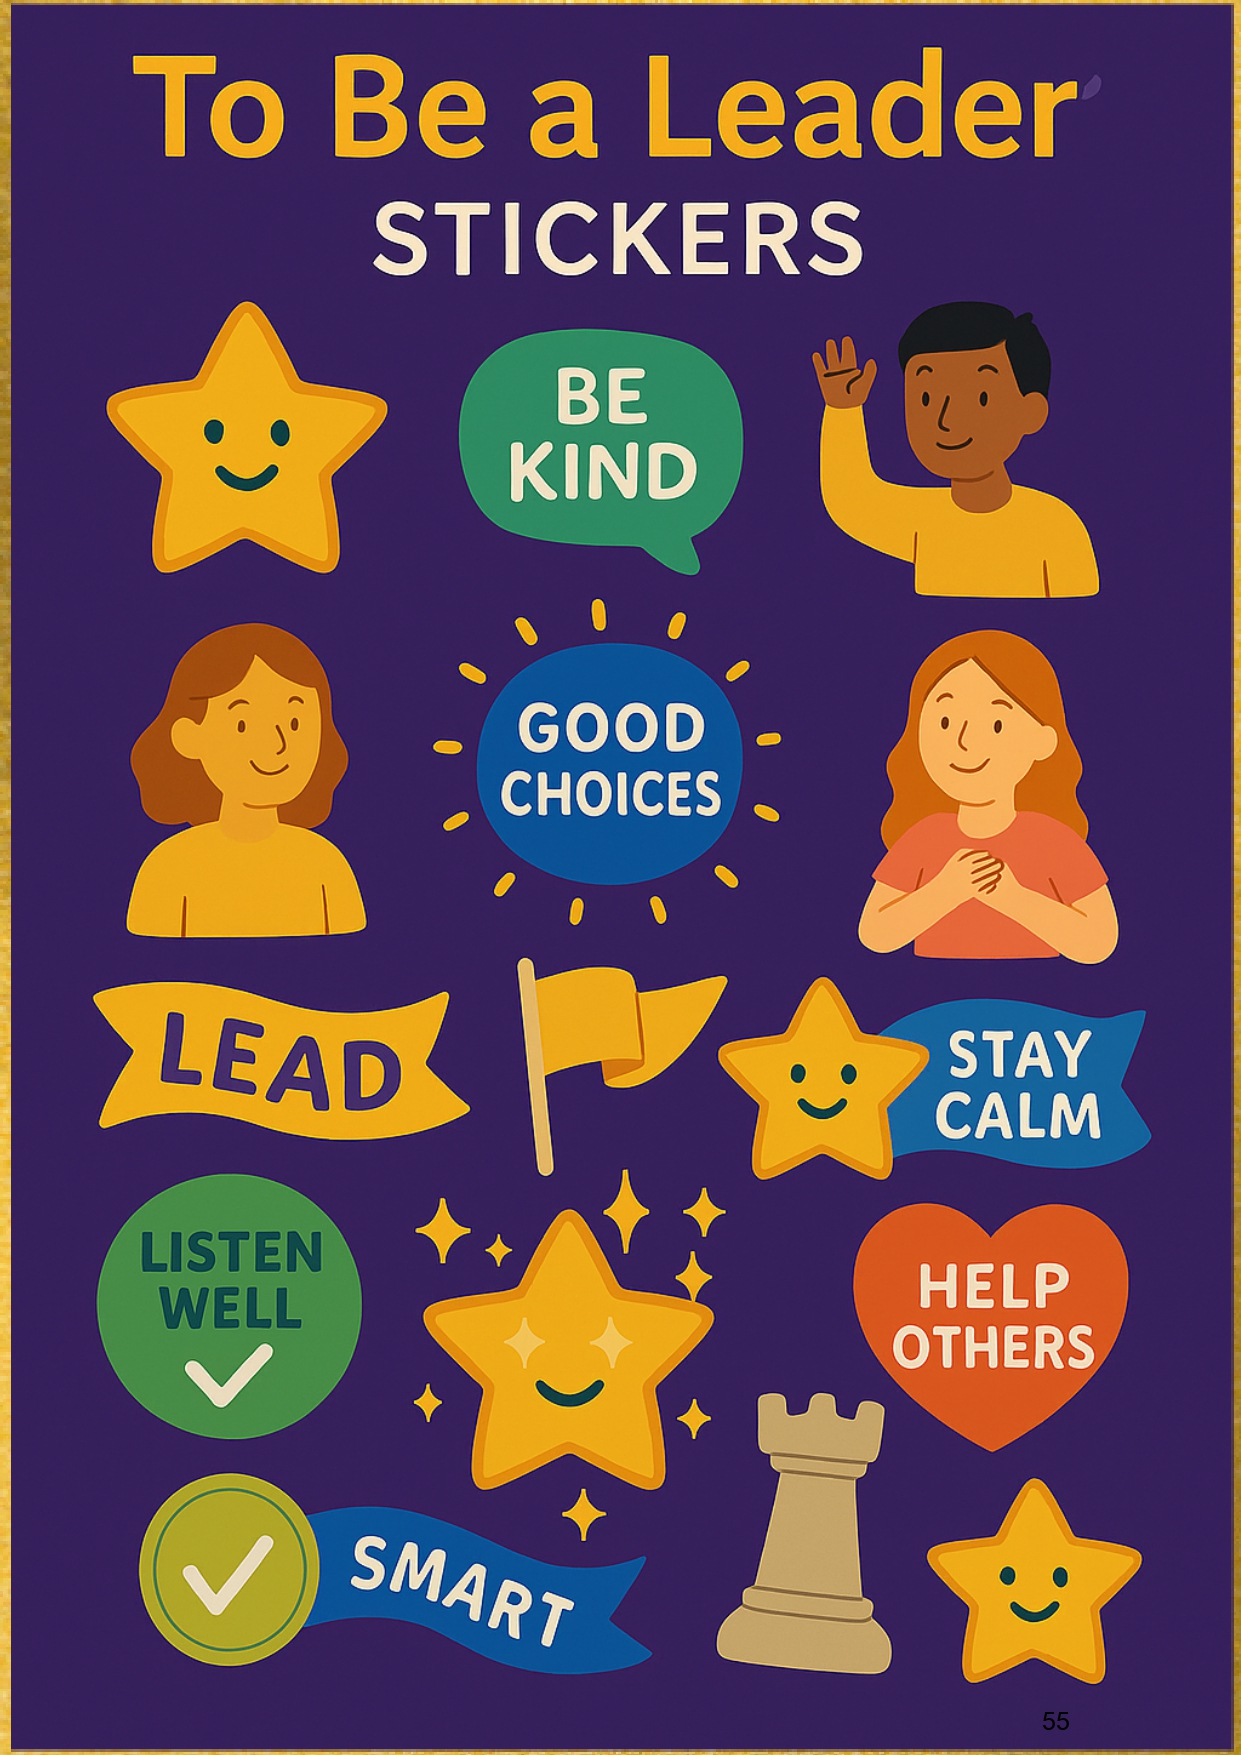 To Be a Leader
STICKERS
BE
KIND
GOOD
CHOICES
LEAD
STAY
CALM
LISTEN
WELL
HELP
OTHERS
SMART
55